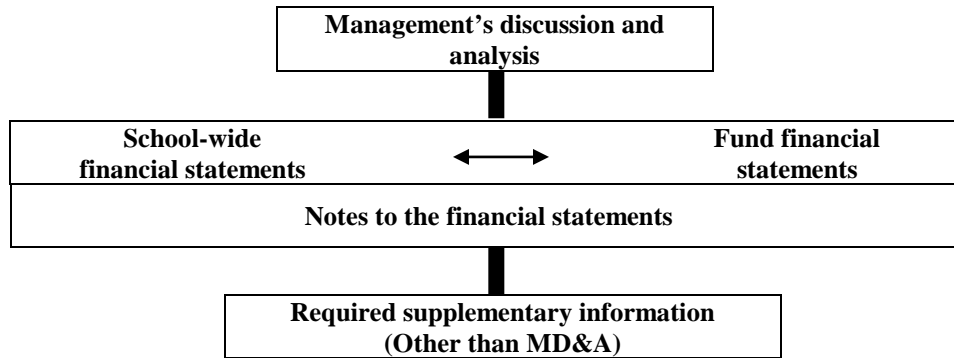 Management’s discussion and
analysis
School-wide
financial statements
Fund financial
statements
Notes to the financial statements
Required supplementary information
(Other than MD&A)